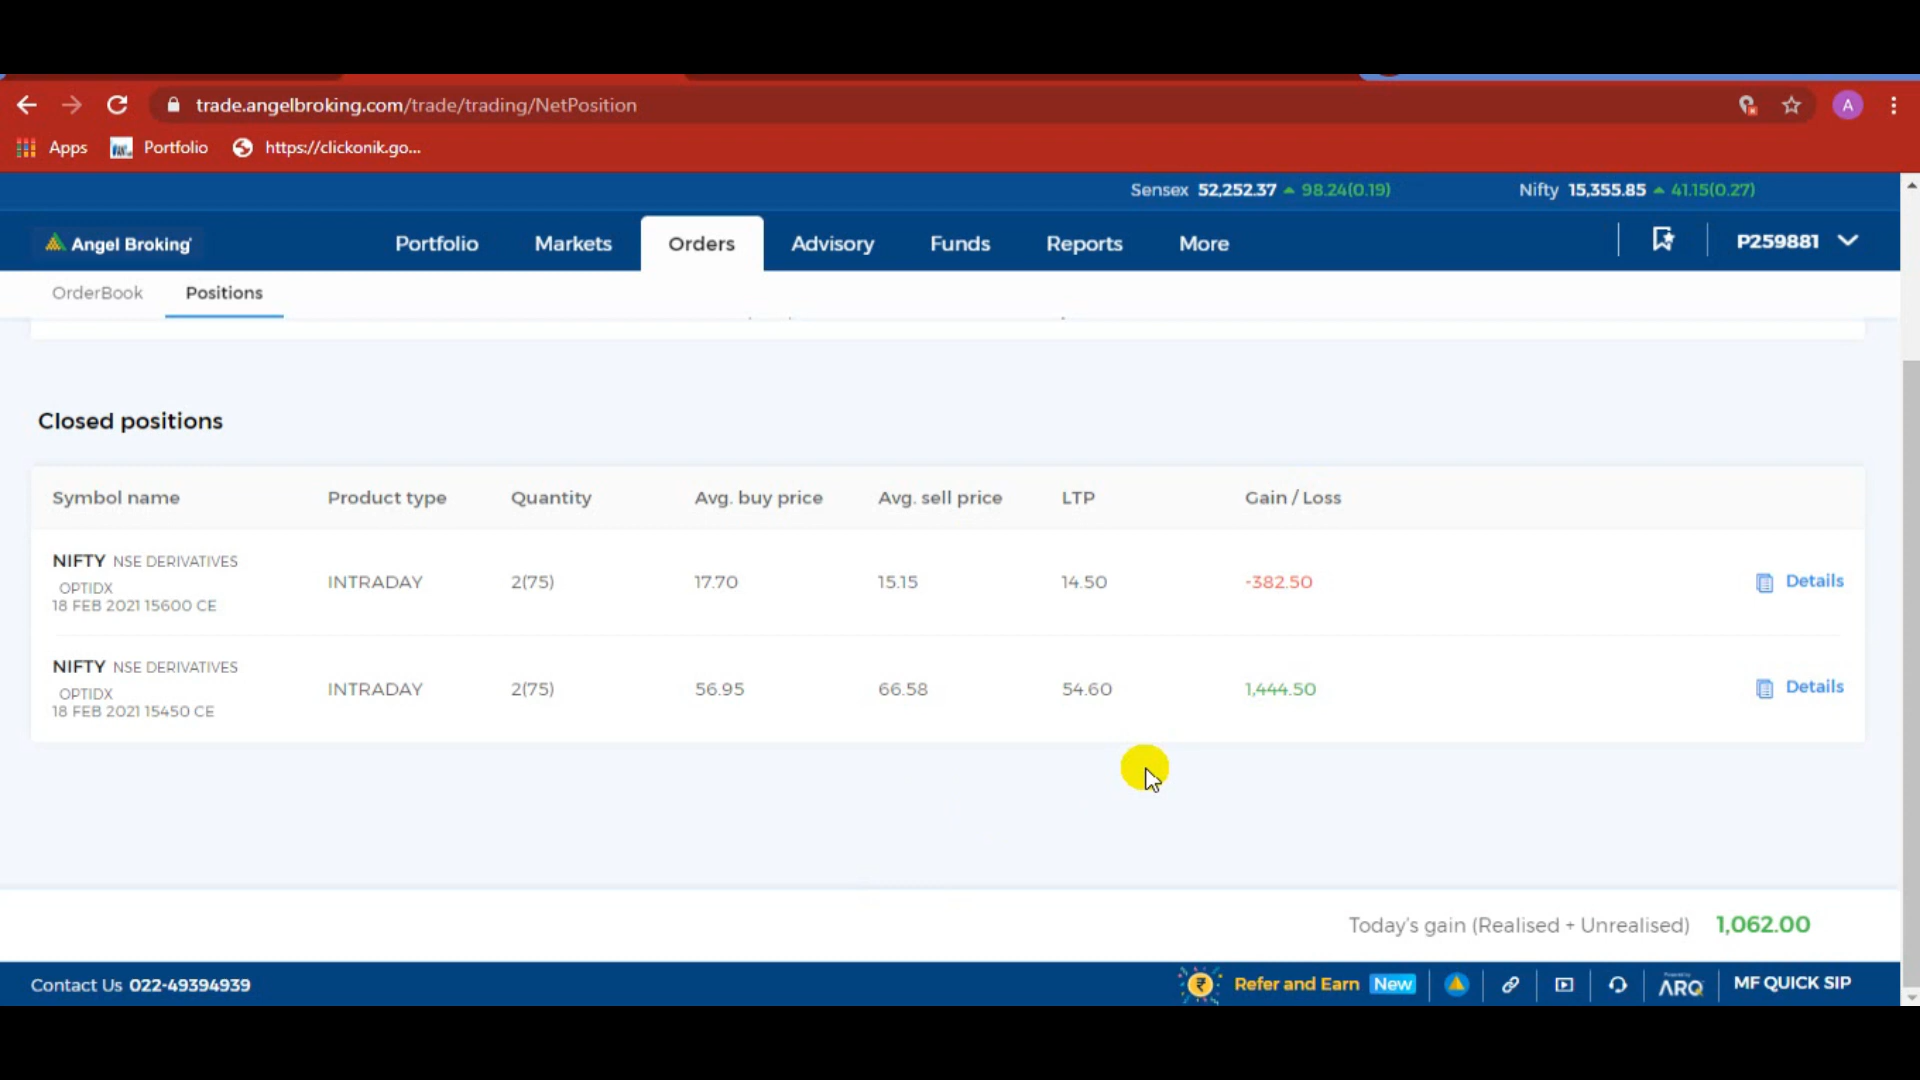 trade.angelbroking.com/trade/trading/NetPosition A
Apps Portfolio https://clickonik.go...
Sensex 52,252.37 98.24(0.19) Nifty 15,355.85 41.15(0.27)
Angel Broking Portfolio Markets Orders Advisory Funds Reports More P259881
OrderBook Positions
Closed positions
Symbol name Product type Quantity Avg. buy price Avg. sell price LTP Gain / Loss
NIFTY NSE DERIVATIVES
OPTIDX
18 FEB 2021 15600 CE
INTRADAY 2(75) 17.70 15.15 14.50 -382.50 Details
NIFTY NSE DERIVATIVES
OPTIDX
18 FEB 2021 15450 CE
INTRADAY 2(75) 56.95 66.58 54.60 1,444.50 Details
Today's gain (Realised + Unrealised) 1,062.00
Contact Us 022-49394939 ₹ Refer and Earn New ARQ MF QUICK SIP